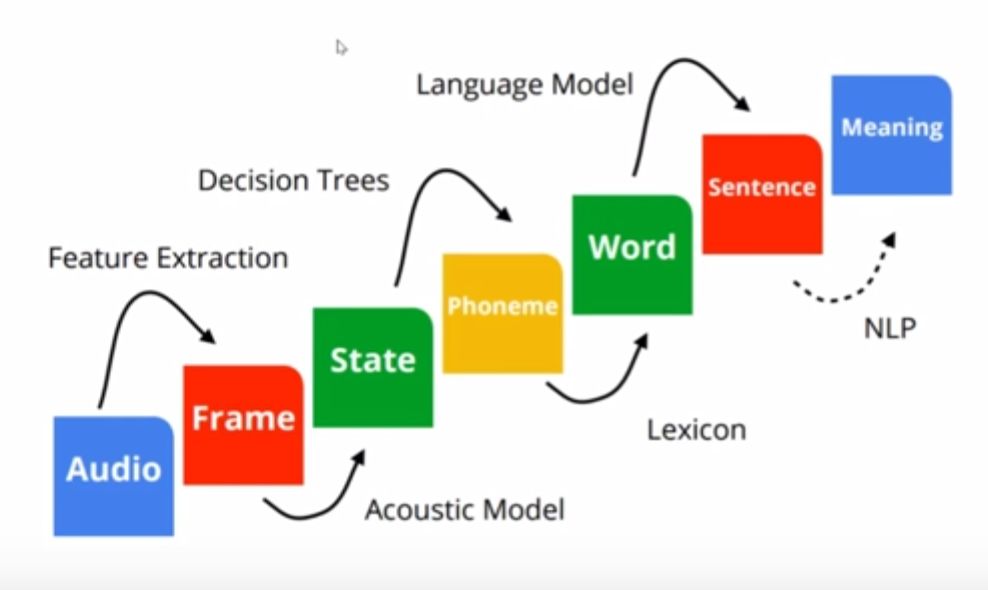 Language Model
Meaning
Decision Trees
Sentence
Feature Extraction
Word
Phoneme
NLP
State
Frame
Lexicon
Audio
Acoustic Model